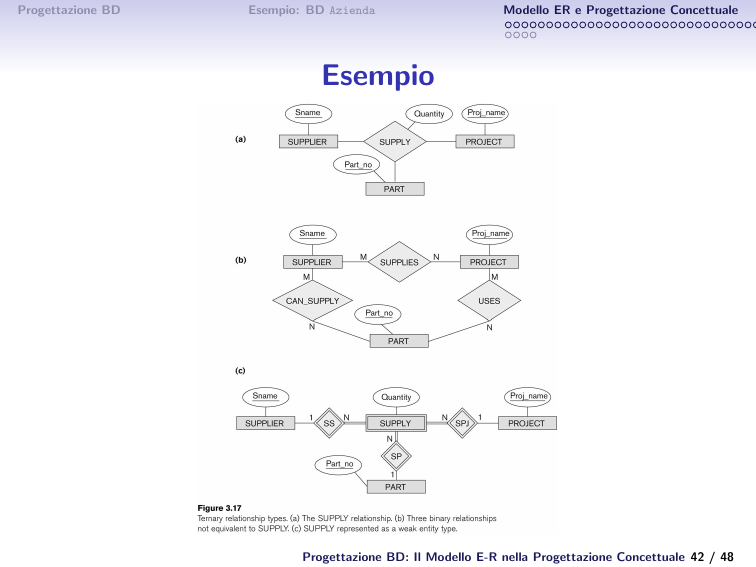 Progettazione BD
Esempio: BD Azienda
Modello ER e Progettazione Concettuale
Esempio
(a)
Sname
Quantity
Proj_name
SUPPLIER
SUPPLY
PROJECT
Part_no
PART
(b)
Sname
Proj_name
SUPPLIER
M
SUPPLIES
N
PROJECT
M
M
CAN_SUPPLY
USES
Part_no
N
N
PART
(c)
Sname
Quantity
Proj_name
SUPPLIER
1
SS
N
SUPPLY
N
SPJ
1
PROJECT
N
SP
Part_no
1
PART
Figure 3.17
Ternary relationship types. (a) The SUPPLY relationship. (b) Three binary relationships
not equivalent to SUPPLY. (c) SUPPLY represented as a weak entity type.
Progettazione BD: Il Modello E-R nella Progettazione Concettuale 42 / 48